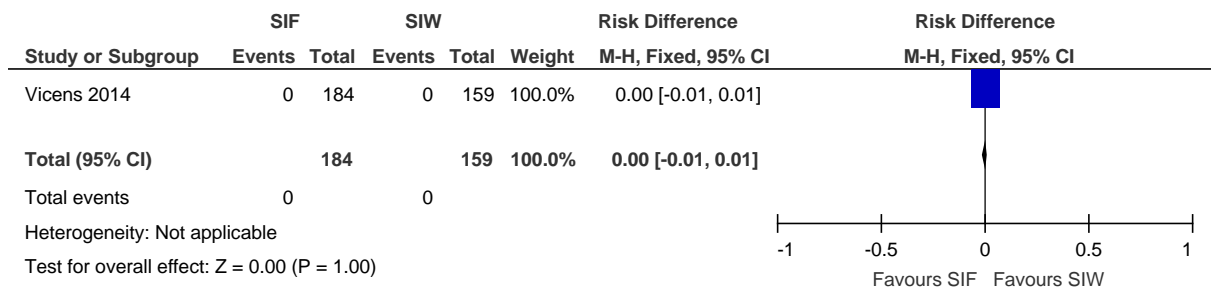 SIF SIW Risk Difference Risk Difference
Study or Subgroup Events Total Events Total Weight M-H, Fixed, 95% CI M-H, Fixed, 95% CI
Vicens 2014 0 184 0 159 100.0% 0.00 [-0.01, 0.01]
Total (95% CI) 184 159 100.0% 0.00 [-0.01, 0.01]
Total events 0 0
Heterogeneity: Not applicable
Test for overall effect: Z = 0.00 (P = 1.00)
-1 -0.5 0 0.5 1
Favours SIF Favours SIW